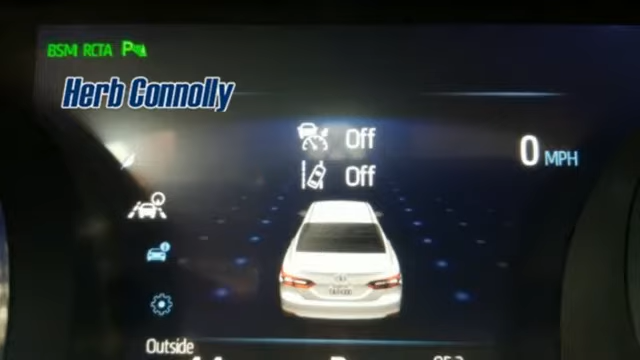 BSM RCTA P
Herb Connolly
Off
0 MPH
Off
Outside